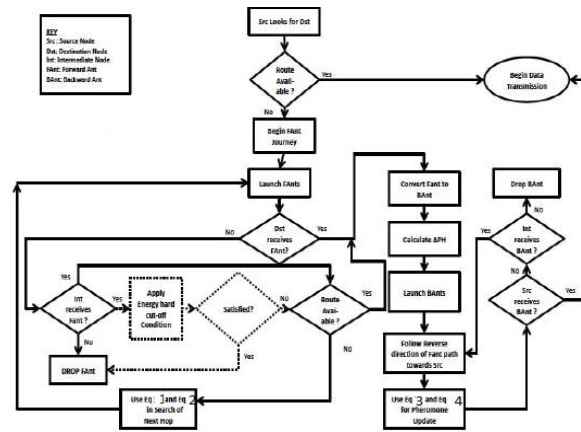 KEY
Src : Source Node
Dst: Destination Node
Int: Intermediate Node
FAnt: Forward Ant
BAnt: Backward Ant
Src Looks for Dst
Route
Avail-
able ?
Yes
Begin Data
Transmission
No
Begin FAnt
Journey
Launch FAnts
Convert Fant to
BAnt
Drop BAnt
No
Dst
receives
FAnt?
Yes
Calculate ΔPH
Yes
Int
receives
BAnt ?
No
Yes
Int
receives
Fant ?
Yes
Apply
Energy hard
cut-off
Condition
Satisfied?
No
Route
Avai-
able ?
Yes
Launch BAnts
No
Src
receives
BAnt ?
Yes
No
DROP FAnt
Yes
No
Follow Reverse
direction of Fant path
towards Src
Use Eq 1 and Eq 2
in Search of
Next Hop
Use Eq 3 and Eq 4
for Pheromone
Update